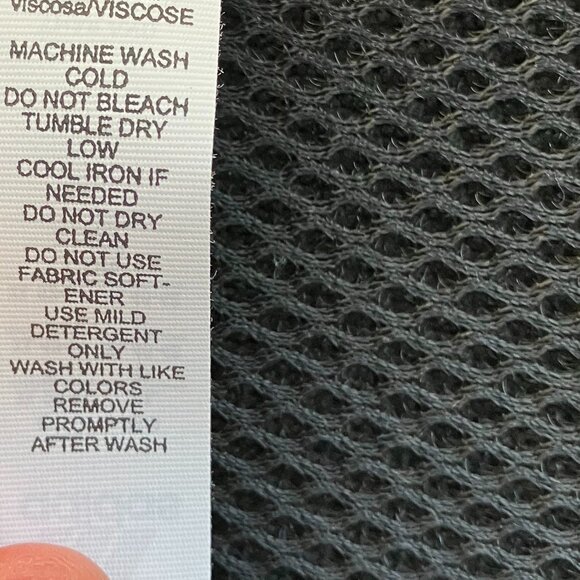 viscosa/VISCOSE
MACHINE WASH
COLD
DO NOT BLEACH
TUMBLE DRY
LOW
COOL IRON IF
NEEDED
DO NOT DRY
CLEAN
DO NOT USE
FABRIC SOFT-
ENER
USE MILD
DETERGENT
ONLY
WASH WITH LIKE
COLORS
REMOVE
PROMPTLY
AFTER WASH